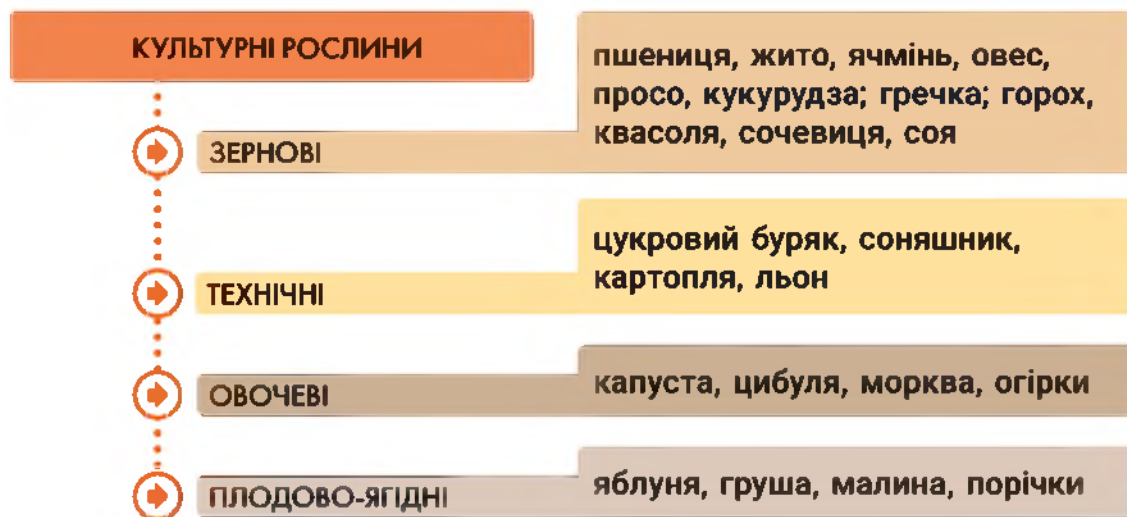 КУЛЬТУРНІ РОСЛИНИ
ЗЕРНОВІ
пшениця, жито, ячмінь, овес,
просо, кукурудза; гречка; горох,
квасоля, сочевиця, соя
ТЕХНІЧНІ
цукровий буряк, соняшник,
картопля, льон
ОВОЧЕВІ
капуста, цибуля, морква, огірки
ПЛОДОВО-ЯГІДНІ
яблуня, груша, малина, порічки